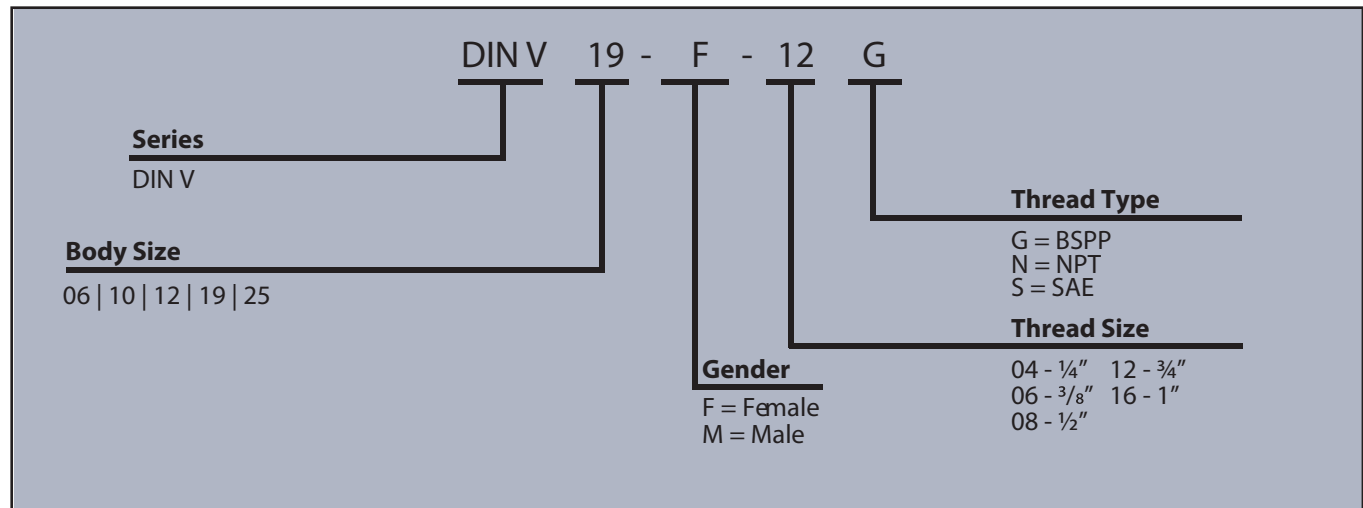 DIN V 19 - F - 12 G
Series
DIN V
Body Size
06 | 10 | 12 | 19 | 25
Gender
F = Female
M = Male
Thread Type
G = BSPP
N = NPT
S = SAE
Thread Size
04 - ¼″ 12 - ¾″
06 - ³/₈″ 16 - 1″
08 - ½″